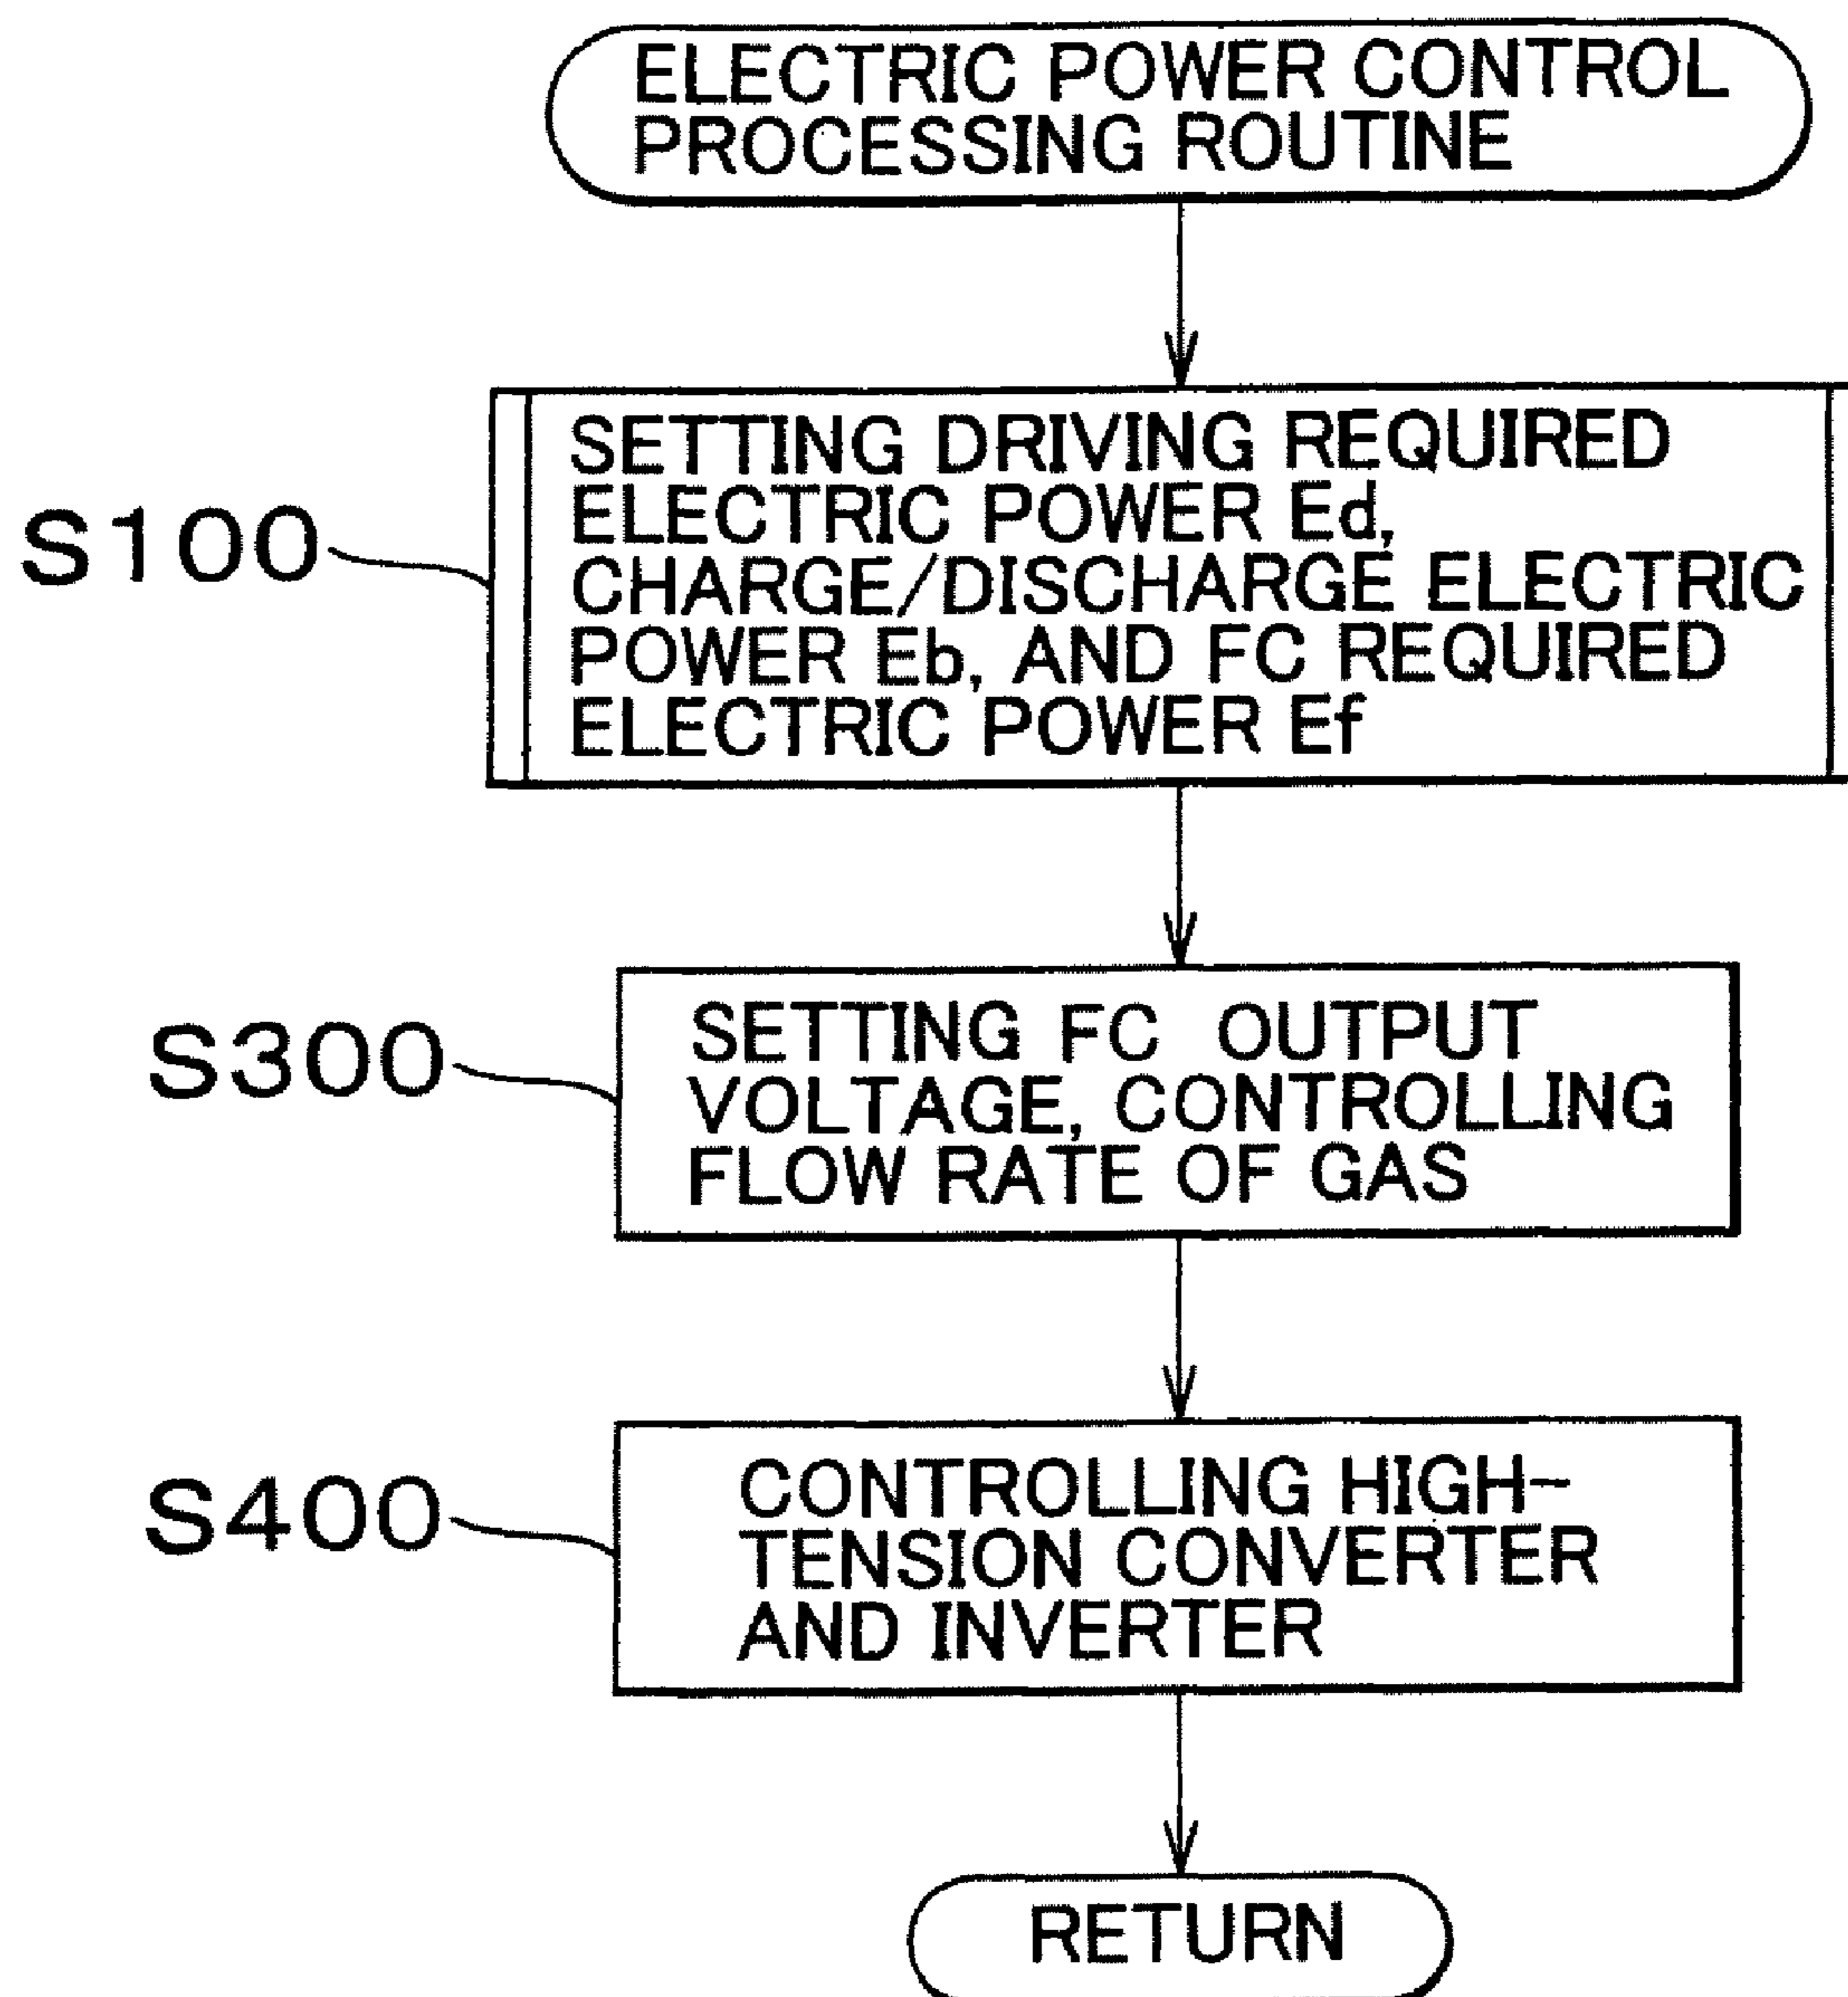 ELECTRIC POWER CONTROL
PROCESSING ROUTINE
S100
SETTING DRIVING REQUIRED
ELECTRIC POWER Ed,
CHARGE/DISCHARGE ELECTRIC
POWER Eb, AND FC REQUIRED
ELECTRIC POWER Ef
S300
SETTING FC OUTPUT
VOLTAGE, CONTROLLING
FLOW RATE OF GAS
S400
CONTROLLING HIGH-
TENSION CONVERTER
AND INVERTER
RETURN